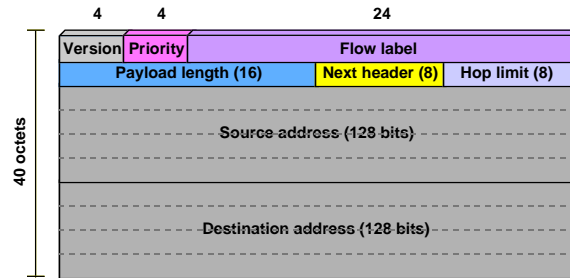 4 4 24
Version Priority Flow label
Payload length (16) Next header (8) Hop limit (8)
Source address (128 bits)
40 octets
Destination address (128 bits)